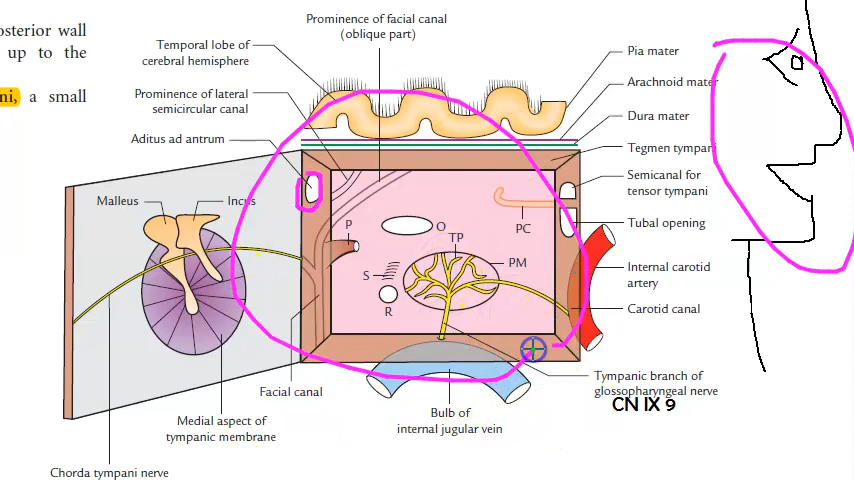 osterior wall
up to the
ni, a small
Prominence of facial canal
(oblique part)
Temporal lobe of
cerebral hemisphere
Prominence of lateral
semicircular canal
Aditus ad antrum
Malleus
Incus
Pia mater
Arachnoid mater
Dura mater
Tegmen tympani
Semicanal for
tensor tympani
Tubal opening
Internal carotid
artery
Carotid canal
P
O
TP
PC
PM
S
R
Facial canal
Medial aspect of
tympanic membrane
Chorda tympani nerve
Bulb of
internal jugular vein
Tympanic branch of
glossopharyngeal nerve
CN IX 9